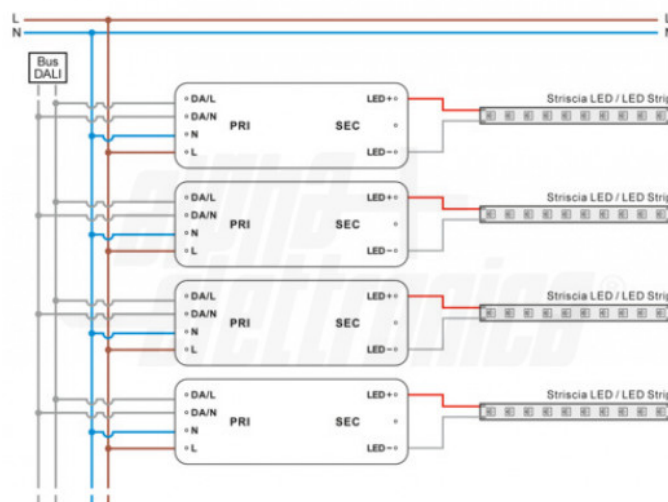 L L
N N
Bus
DALI
DA/L LED+ Striscia LED / LED Strip
DA/N
N PRI SEC
L LED-
DA/L LED+ Striscia LED / LED Strip
DA/N
N PRI SEC
L LED-
DA/L LED+ Striscia LED / LED Strip
DA/N
N PRI SEC
L LED-
DA/L LED+ Striscia LED / LED Strip
DA/N
N PRI SEC
L LED-
alpha
elettronica®